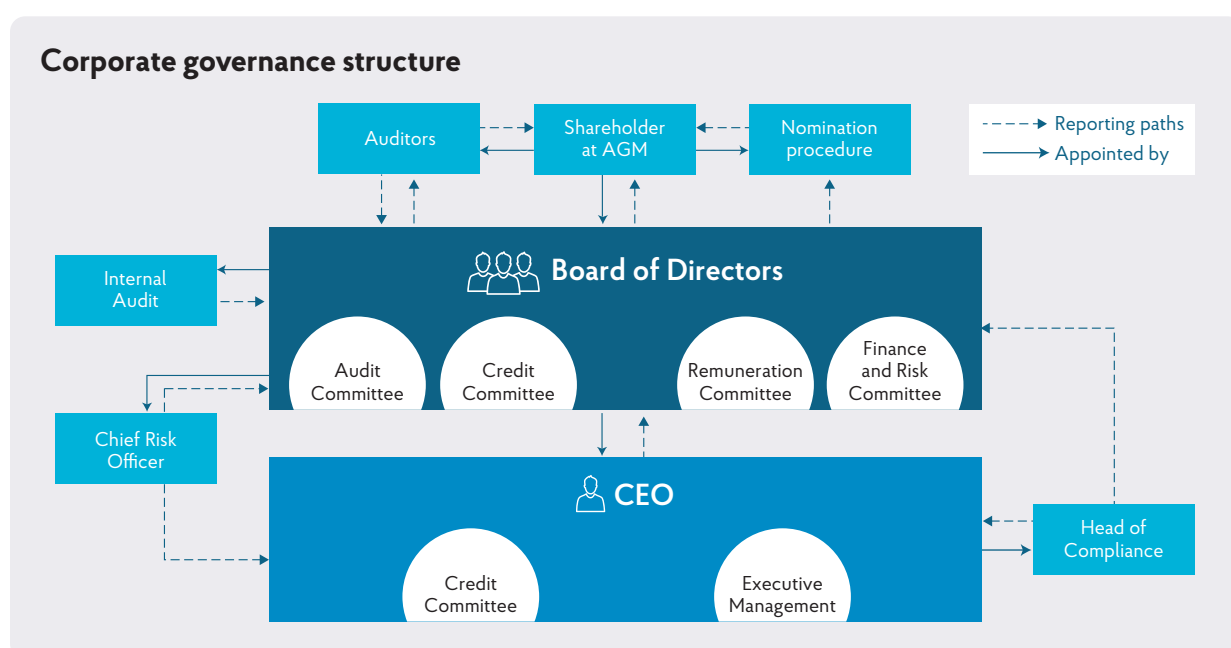 Corporate governance structure
Auditors
Shareholder
at AGM
Nomination
procedure
Reporting paths
Appointed by
Internal
Audit
Board of Directors
Audit
Committee
Credit
Committee
Remuneration
Committee
Finance
and Risk
Committee
Chief Risk
Officer
CEO
Credit
Committee
Executive
Management
Head of
Compliance